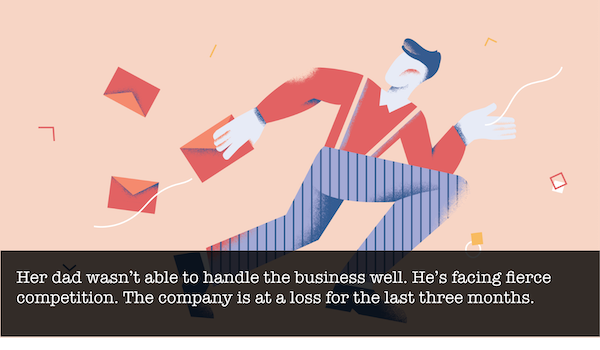 Her dad wasn’t able to handle the business well. He’s facing fierce
competition. The company is at a loss for the last three months.